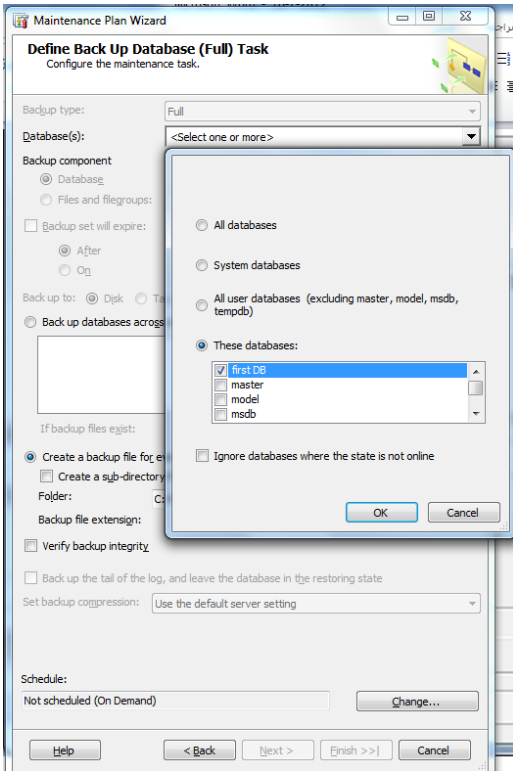 Maintenance Plan Wizard
Define Back Up Database (Full) Task
Configure the maintenance task.
Backup type:
Full
Database(s):
<Select one or more>
Backup component
Database
Files and filegroups:
Backup set will expire:
After
On
Back up to:
Disk
Ta
Back up databases across
If backup files exist:
Create a backup file for ev
Create a sub-directory
Folder:
C:
Backup file extension:
Verify backup integrity
Back up the tail of the log, and leave the database in the restoring state
Set backup compression:
Use the default server setting
All databases
System databases
All user databases (excluding master, model, msdb,
tempdb)
These databases:
first DB
master
model
msdb
Ignore databases where the state is not online
OK
Cancel
Schedule:
Not scheduled (On Demand)
Change...
Help
< Back
Next >
Finish >>|
Cancel